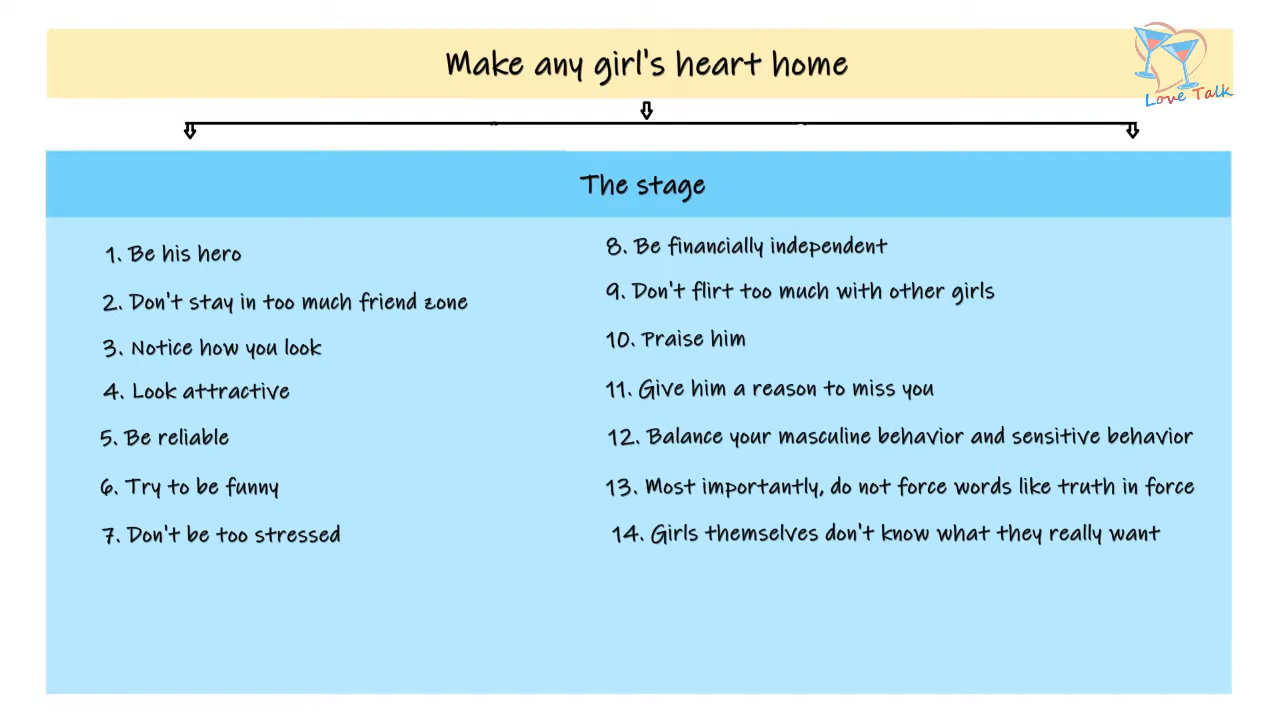 Make any girl's heart home
Love Talk
The stage
1. Be his hero
2. Don't stay in too much friend zone
3. Notice how you look
4. Look attractive
5. Be reliable
6. Try to be funny
7. Don't be too stressed
8. Be financially independent
9. Don't flirt too much with other girls
10. Praise him
11. Give him a reason to miss you
12. Balance your masculine behavior and sensitive behavior
13. Most importantly, do not force words like truth in force
14. Girls themselves don't know what they really want